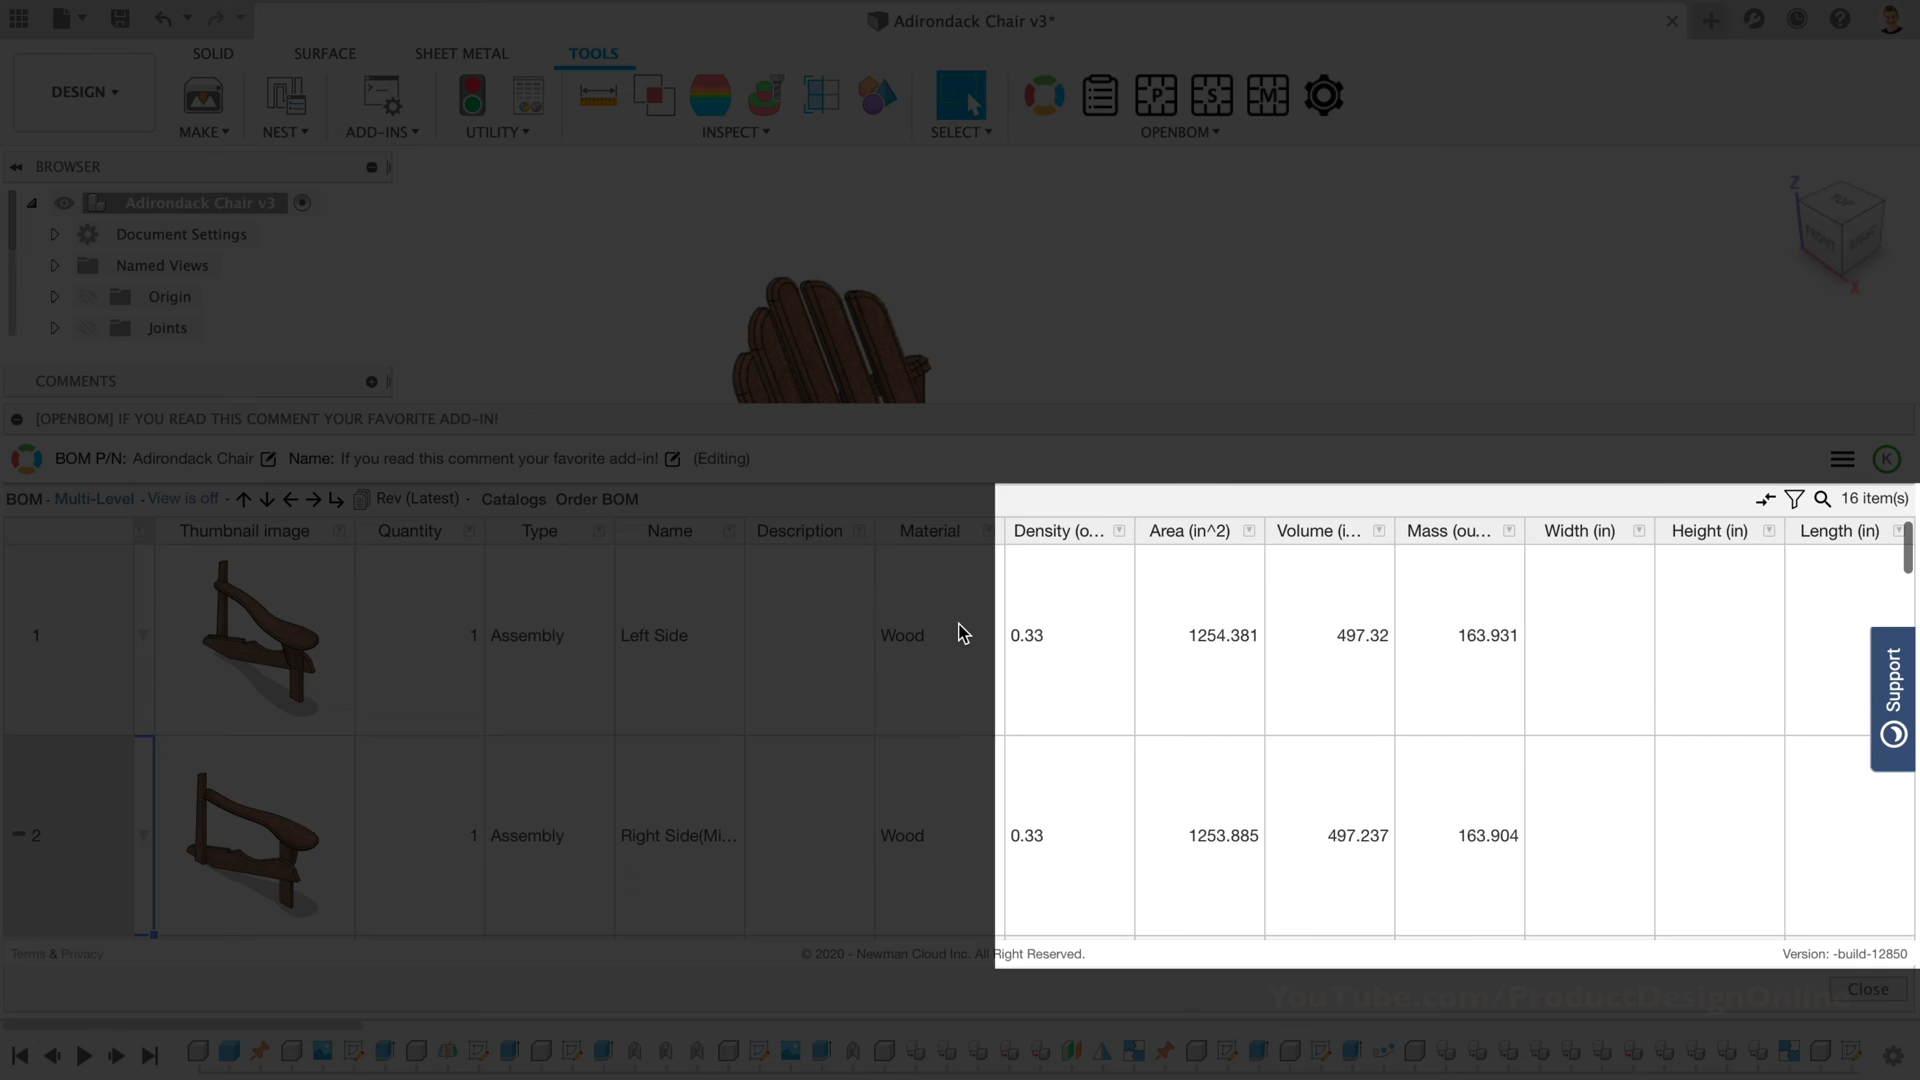 Adirondack Chair v3*
SOLID SURFACE SHEET METAL TOOLS
DESIGN
P S M
MAKE NEST ADD-INS UTILITY INSPECT SELECT OPENBOM
BROWSER
Adirondack Chair v3
Document Settings
Named Views
Origin
Joints
Z TOP FRONT RIGHT X
COMMENTS
[OPENBOM] IF YOU READ THIS COMMENT YOUR FAVORITE ADD-IN!
BOM P/N: Adirondack Chair Name: If you read this comment your favorite add-in! (Editing) K
BOM - Multi-Level - View is off - Rev (Latest) - Catalogs Order BOM 16 item(s)
Thumbnail image Quantity Type Name Description Material Density (o... Area (in^2) Volume (i... Mass (ou... Width (in) Height (in) Length (in)
1 1 Assembly Left Side Wood 0.33 1254.381 497.32 163.931
Support
2 1 Assembly Right Side(Mi... Wood 0.33 1253.885 497.237 163.904
Terms & Privacy © 2020 - Newman Cloud Inc. All Right Reserved. Version: -build-12850
YouTube.com/ProductDesignOnline Close